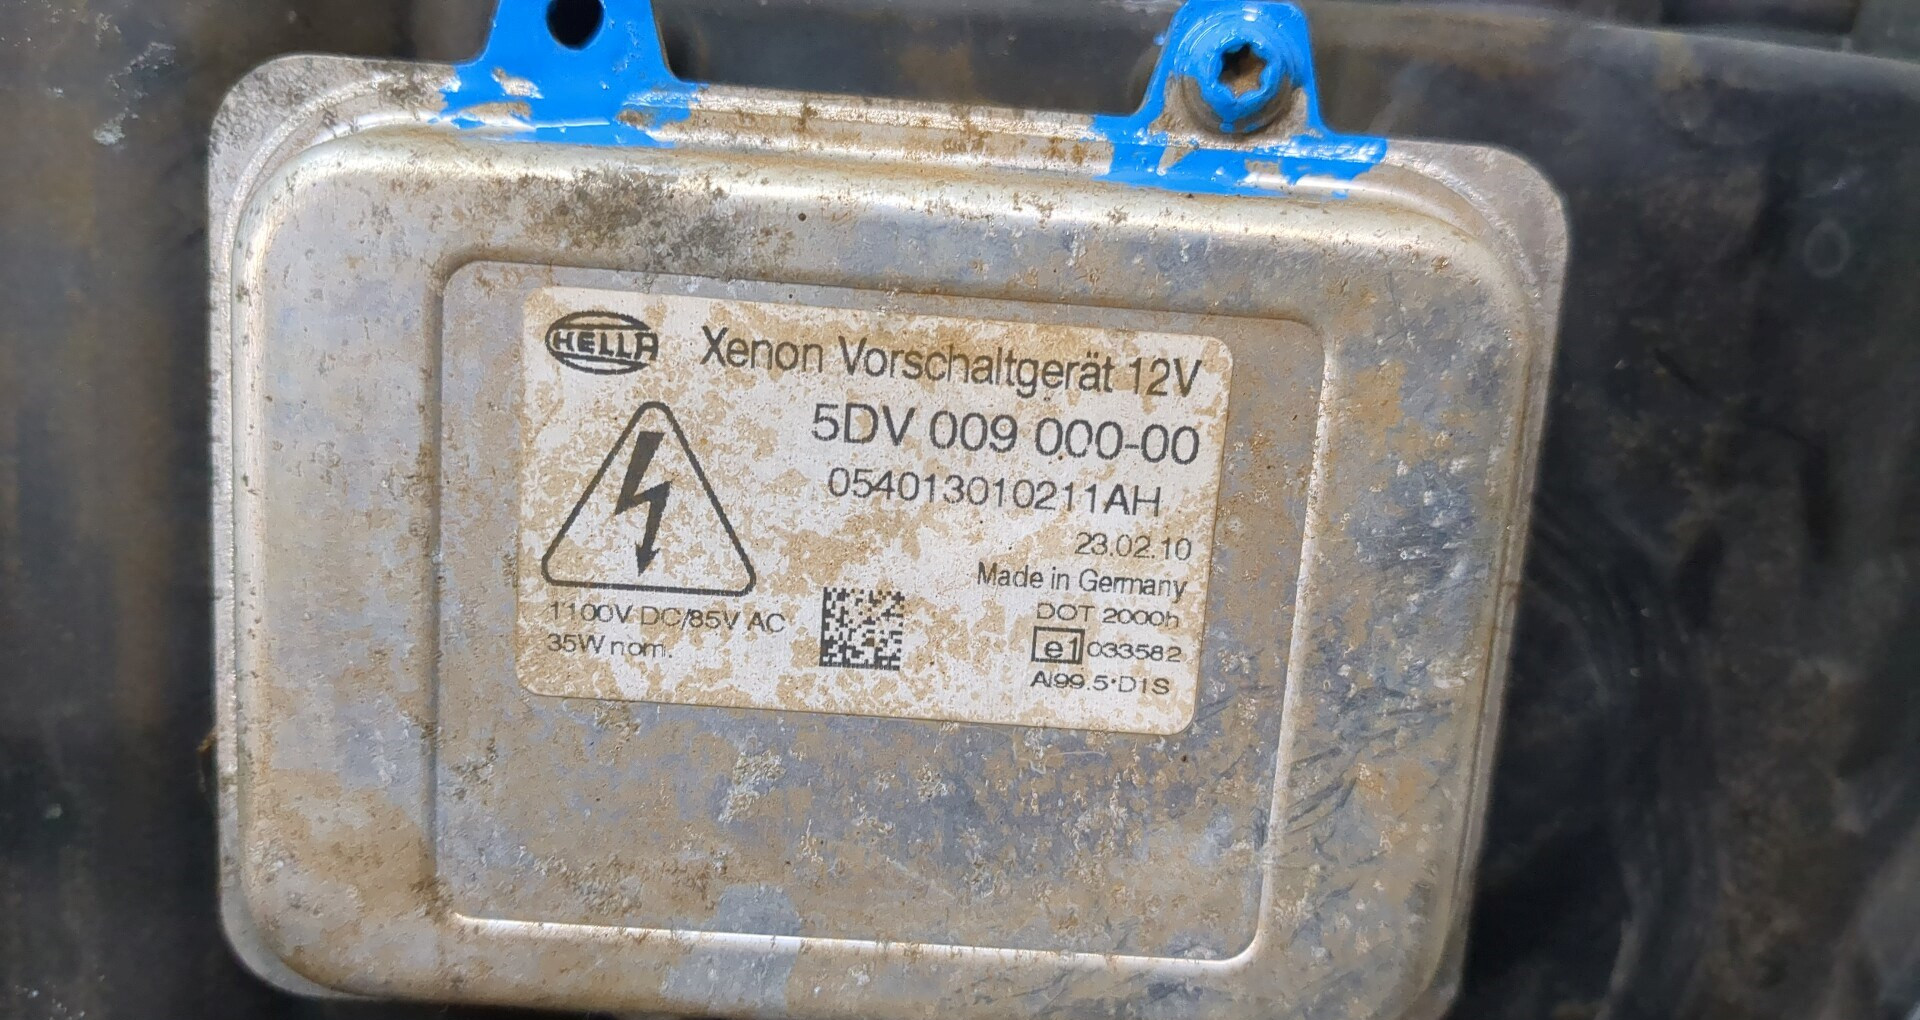 HELLA
Xenon Vorschaltgerät 12V
5DV 009 000-00
054013010211AH
23.02.10
Made in Germany
1100V DC/85V AC
35W nom.
DOT 2000h
e1 033582
AI99.5•D1S